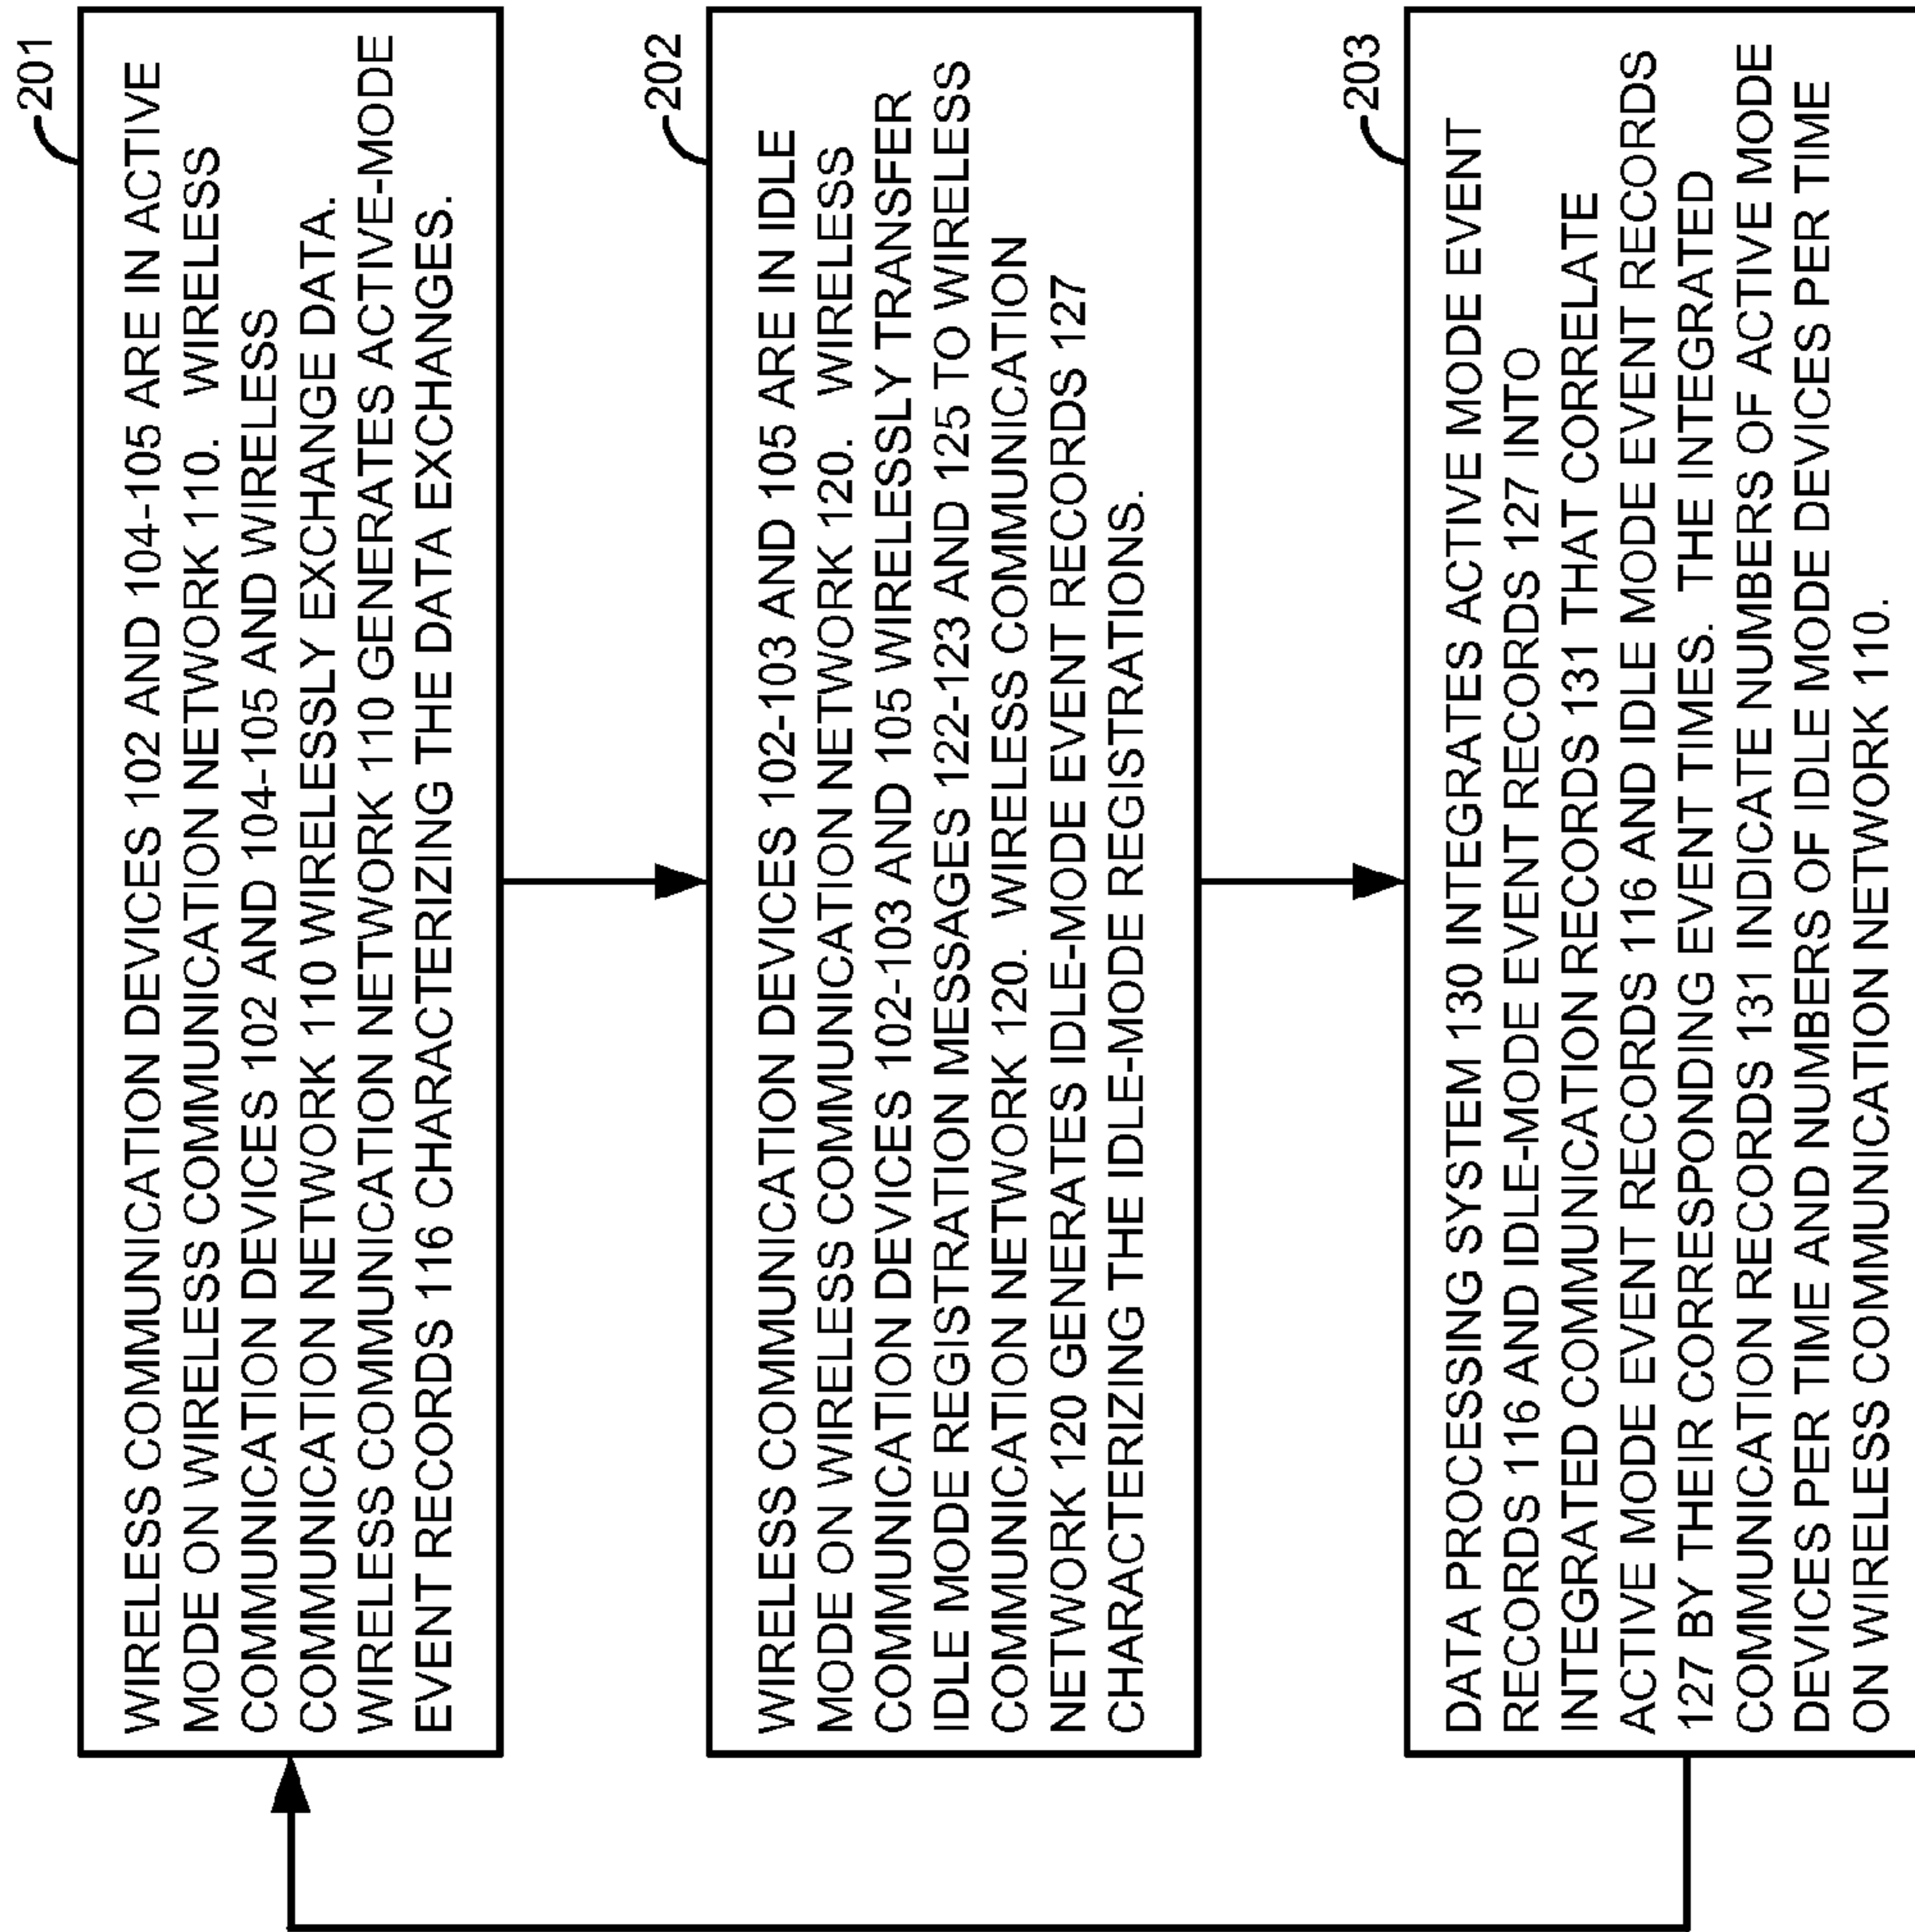 201
WIRELESS COMMUNICATION DEVICES 102 AND 104-105 ARE IN ACTIVE
MODE ON WIRELESS COMMUNICATION NETWORK 110. WIRELESS
COMMUNICATION DEVICES 102 AND 104-105 AND WIRELESS
COMMUNICATION NETWORK 110 WIRELESSLY EXCHANGE DATA.
WIRELESS COMMUNICATION NETWORK 110 GENERATES ACTIVE-MODE
EVENT RECORDS 116 CHARACTERIZING THE DATA EXCHANGES.
202
WIRELESS COMMUNICATION DEVICES 102-103 AND 105 ARE IN IDLE
MODE ON WIRELESS COMMUNICATION NETWORK 120. WIRELESS
COMMUNICATION DEVICES 102-103 AND 105 WIRELESSLY TRANSFER
IDLE MODE REGISTRATION MESSAGES 122-123 AND 125 TO WIRELESS
COMMUNICATION NETWORK 120. WIRELESS COMMUNICATION
NETWORK 120 GENERATES IDLE-MODE EVENT RECORDS 127
CHARACTERIZING THE IDLE-MODE REGISTRATIONS.
203
DATA PROCESSING SYSTEM 130 INTEGRATES ACTIVE MODE EVENT
RECORDS 116 AND IDLE-MODE EVENT RECORDS 127 INTO
INTEGRATED COMMUNICATION RECORDS 131 THAT CORRELATE
ACTIVE MODE EVENT RECORDS 116 AND IDLE MODE EVENT RECORDS
127 BY THEIR CORRESPONDING EVENT TIMES. THE INTEGRATED
COMMUNICATION RECORDS 131 INDICATE NUMBERS OF ACTIVE MODE
DEVICES PER TIME AND NUMBERS OF IDLE MODE DEVICES PER TIME
ON WIRELESS COMMUNICATION NETWORK 110.